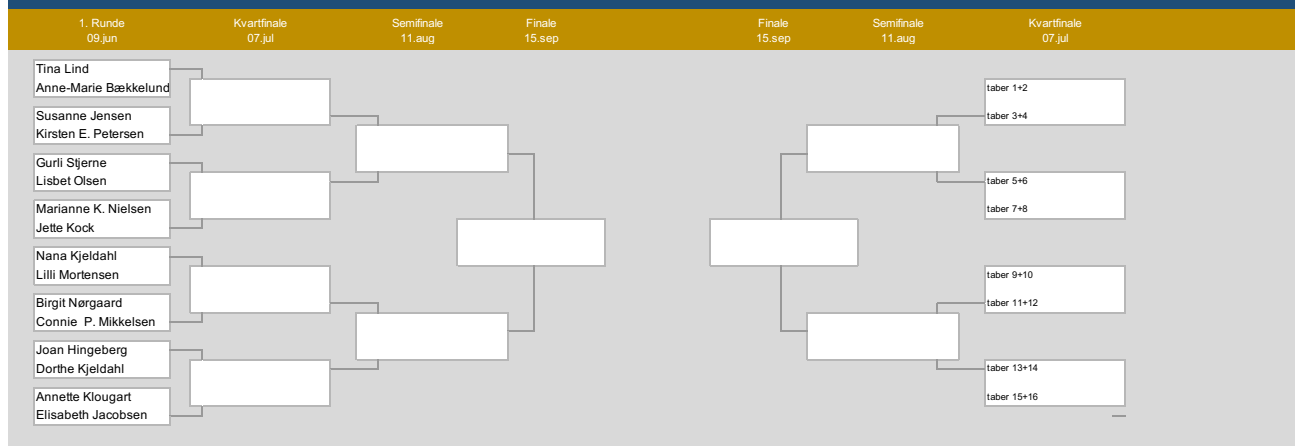 1. Runde Kvartfinale Semifinale Finale Finale Semifinale Kvartfinale
09.jun 07.jul 11.aug 15.sep 15.sep 11.aug 07.jul
Tina Lind
Anne-Marie Bækkelund
Susanne Jensen
Kirsten E. Petersen
Gurli Stjerne
Lisbet Olsen
Marianne K. Nielsen
Jette Kock
Nana Kjeldahl
Lilli Mortensen
Birgit Nørgaard
Connie P. Mikkelsen
Joan Hingeberg
Dorthe Kjeldahl
Annette Klougart
Elisabeth Jacobsen
taber 1+2
taber 3+4
taber 5+6
taber 7+8
taber 9+10
taber 11+12
taber 13+14
taber 15+16